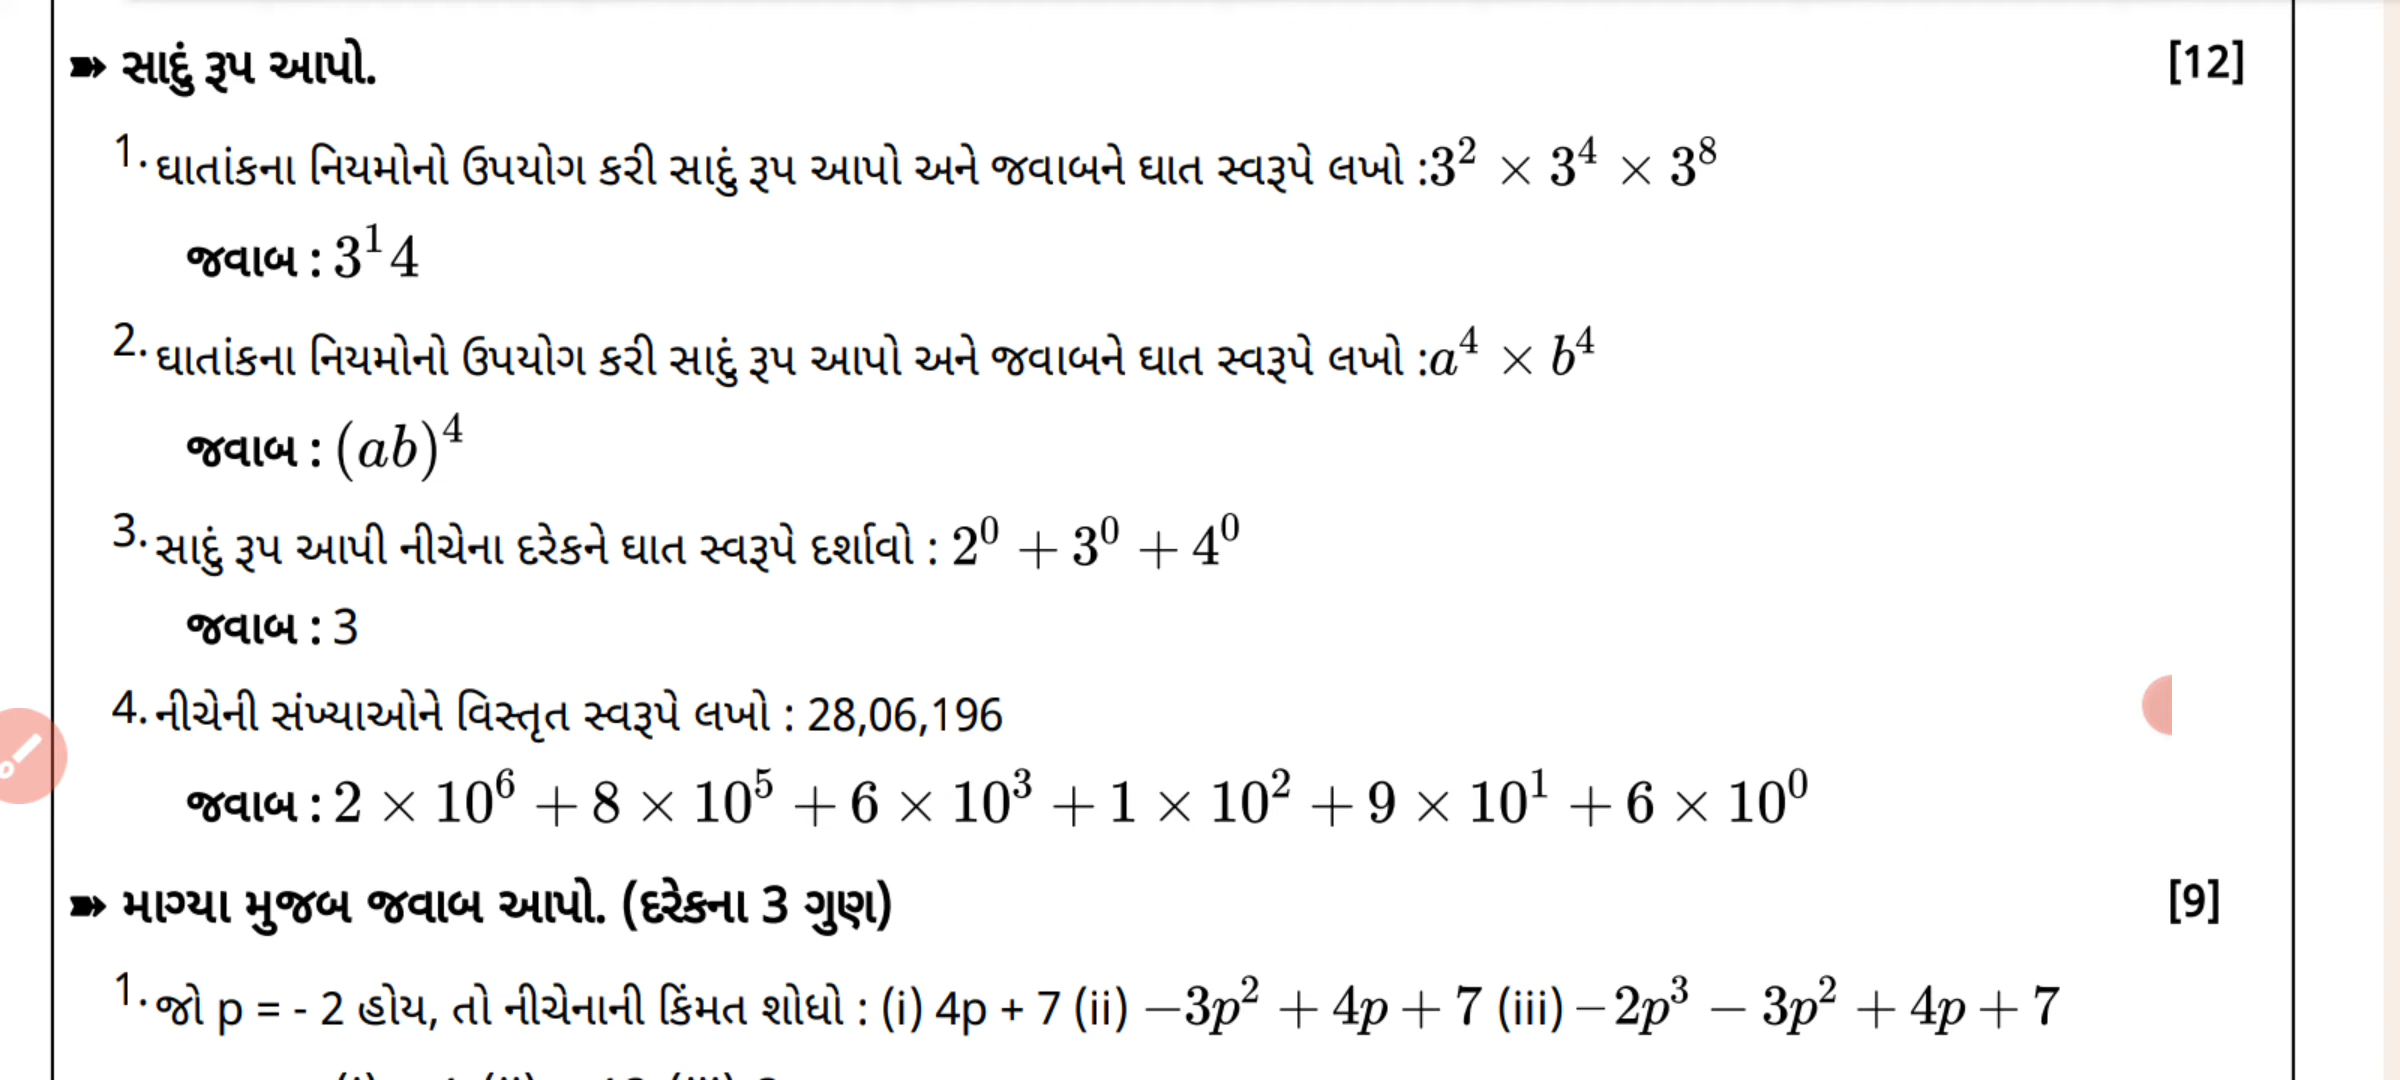 ➽ સાદું રૂપ આપો. [12]
1. ઘાતાંકના નિયમોનો ઉપયોગ કરી સાદું રૂપ આપો અને જવાબને ઘાત સ્વરૂપે લખો :3² × 3⁴ × 3⁸
જવાબ : 3¹4
2. ઘાતાંકના નિયમોનો ઉપયોગ કરી સાદું રૂપ આપો અને જવાબને ઘાત સ્વરૂપે લખો :a⁴ × b⁴
જવાબ : (ab)⁴
3. સાદું રૂપ આપી નીચેના દરેકને ઘાત સ્વરૂપે દર્શાવો : 2⁰ + 3⁰ + 4⁰
જવાબ : 3
4. નીચેની સંખ્યાઓને વિસ્તૃત સ્વરૂપે લખો : 28,06,196
જવાબ : 2 × 10⁶ + 8 × 10⁵ + 6 × 10³ + 1 × 10² + 9 × 10¹ + 6 × 10⁰
➽ માગ્યા મુજબ જવાબ આપો. (દરેકના 3 ગુણ) [9]
1. જો p = - 2 હોય, તો નીચેનાની કિંમત શોધો : (i) 4p + 7 (ii) −3p² + 4p + 7 (iii) − 2p³ − 3p² + 4p + 7